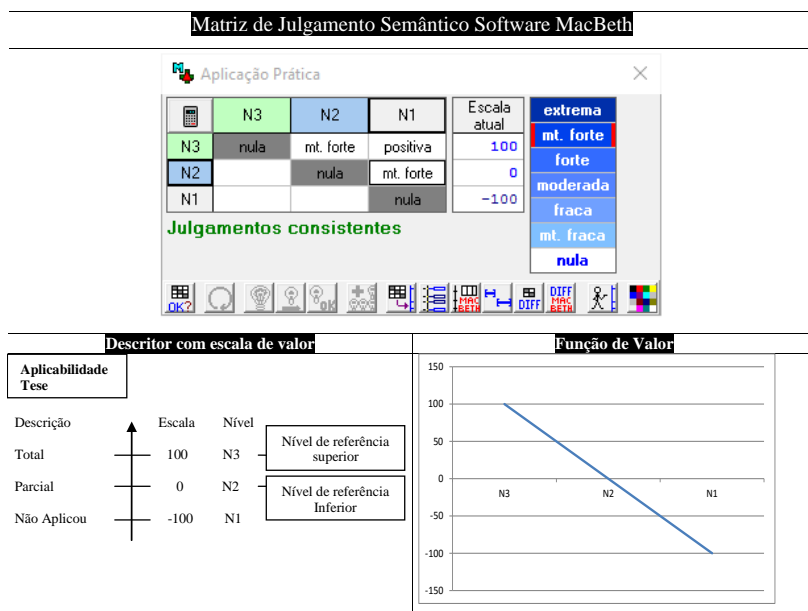 Matriz de Julgamento Semântico Software MacBeth
Aplicação Prática
N3 N2 N1 Escala atual
N3 nula mt. forte positiva 100
N2 nula mt. forte 0
N1 nula -100
extrema
mt. forte
forte
moderada
fraca
mt. fraca
nula
Julgamentos consistentes
OK? OK MAC BETH DIFF DIFF MAC BETH
Descritor com escala de valor
Aplicabilidade
Tese
Descrição Escala Nível
Total 100 N3
Parcial 0 N2
Não Aplicou -100 N1
Nível de referência
superior
Nível de referência
Inferior
Função de Valor
150
100
50
0
-50
-100
-150
N3 N2 N1